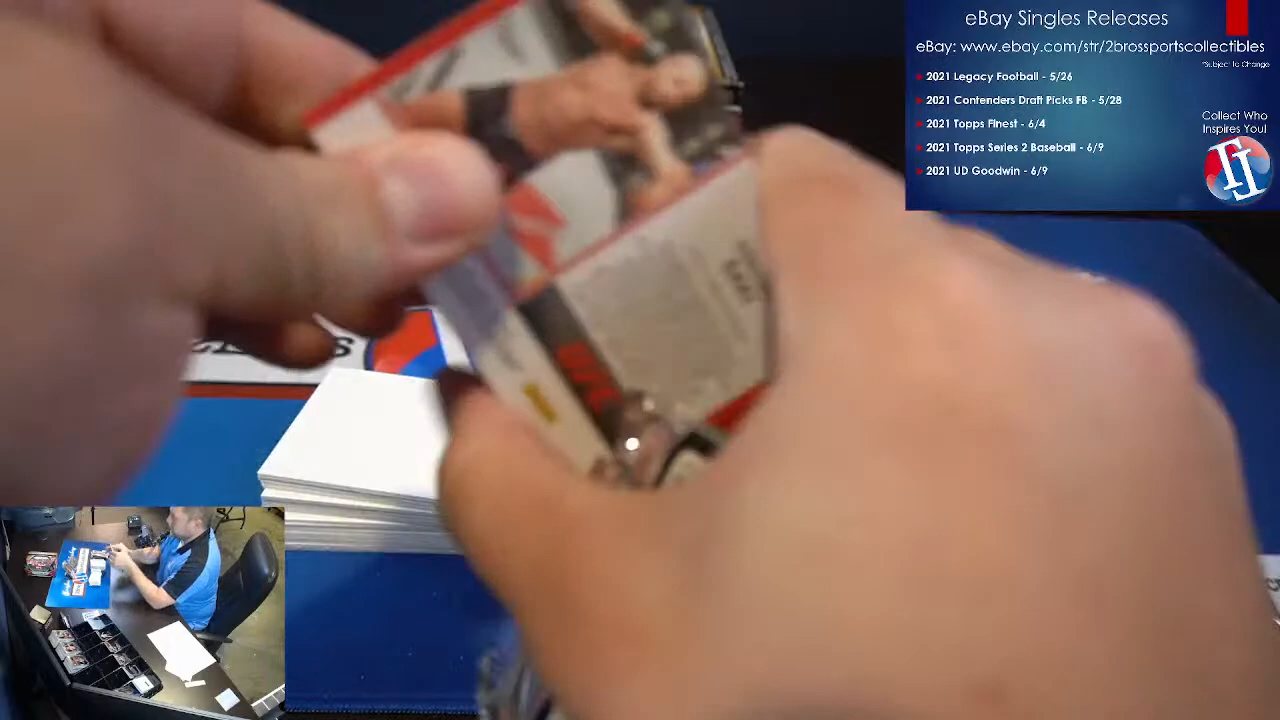 eBay Singles Releases
eBay: www.ebay.com/str/2brossportscollectibles
*Subject to Change
2021 Legacy Football - 5/26
2021 Contenders Draft Picks FB - 5/28
2021 Topps Finest - 6/4
2021 Topps Series 2 Baseball - 6/9
2021 UD Goodwin - 6/9
Collect Who
Inspires You!
UFC